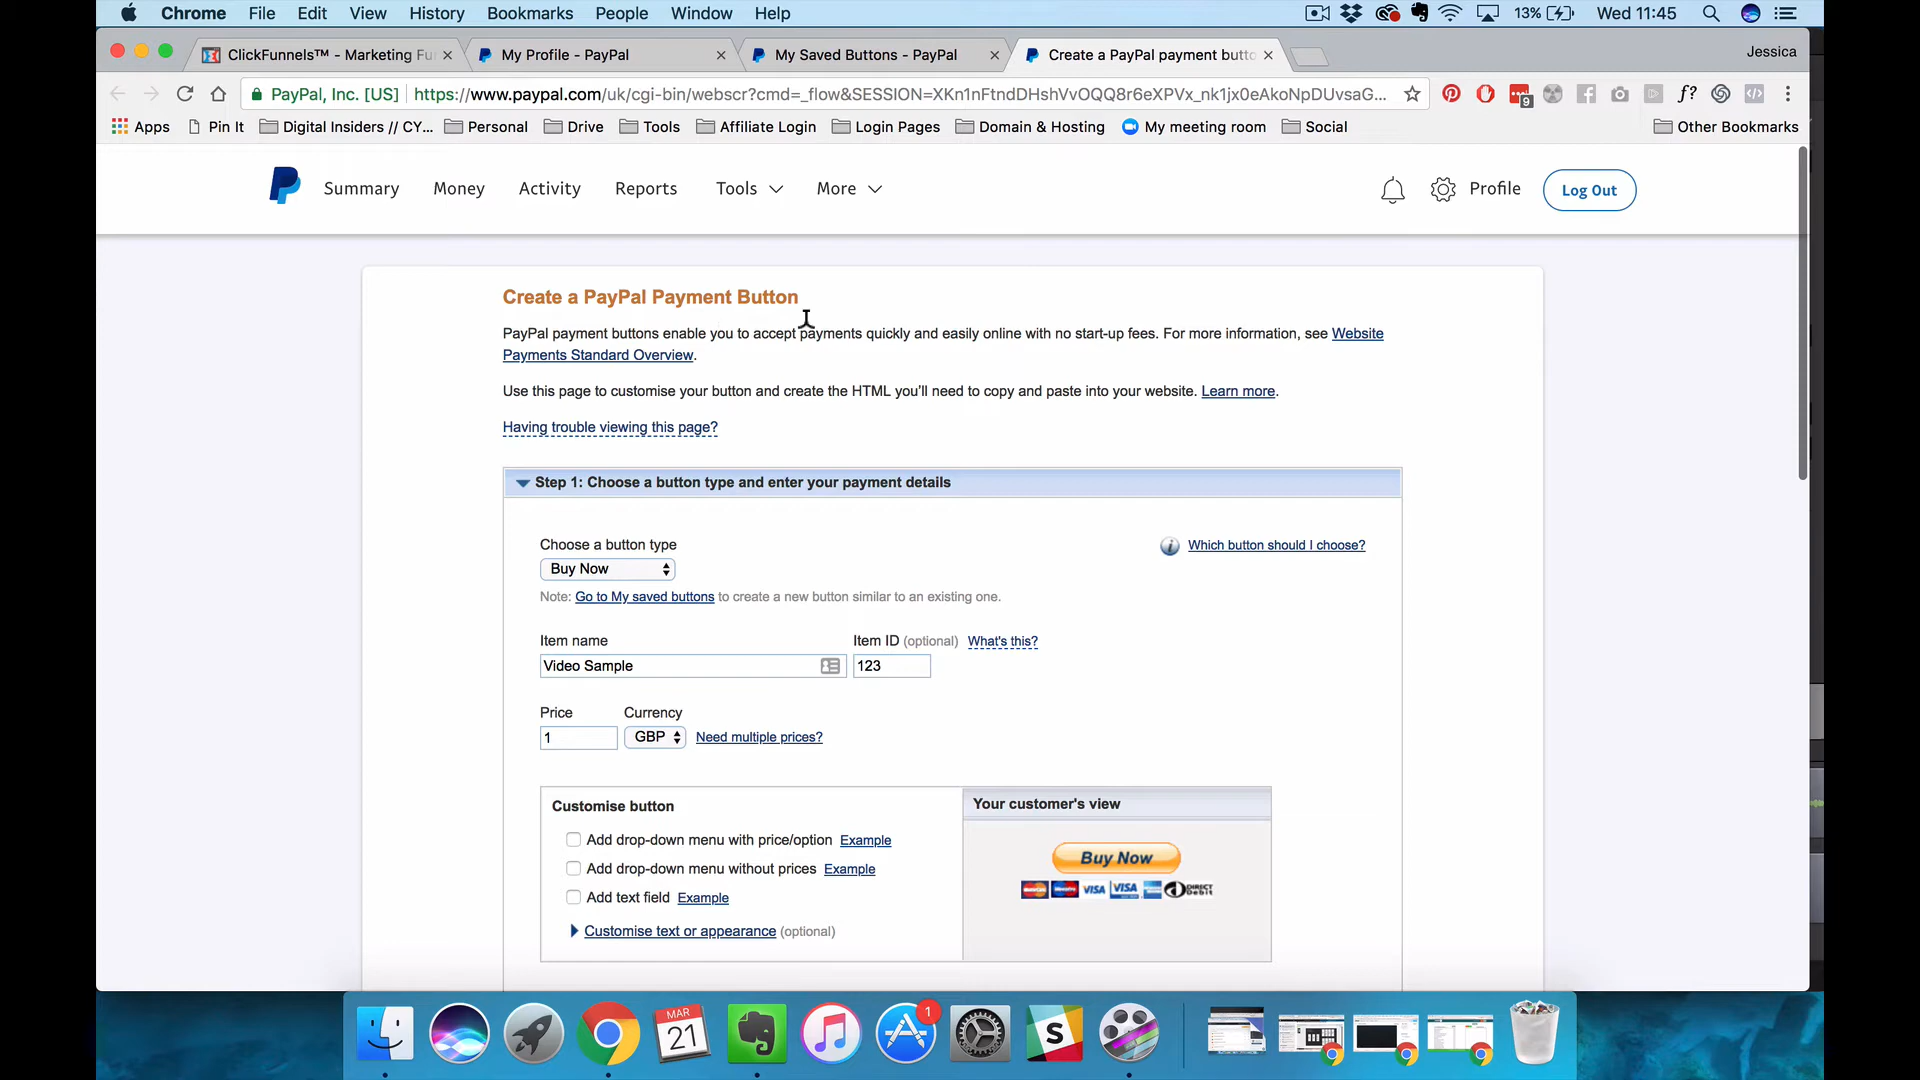 Chrome File Edit View History Bookmarks People Window Help 13% Wed 11:45
ClickFunnels™ - Marketing Fu My Profile - PayPal My Saved Buttons - PayPal Create a PayPal payment butto Jessica
PayPal, Inc. [US] https://www.paypal.com/uk/cgi-bin/webscr?cmd=_flow&SESSION=XKn1nFtndDHshVvOQQ8r6eXPVx_nk1jx0eAkoNpDUvsaG... 9 f?
Apps Pin It Digital Insiders // CY... Personal Drive Tools Affiliate Login Login Pages Domain & Hosting My meeting room Social Other Bookmarks
Summary Money Activity Reports Tools More Profile Log Out
Create a PayPal Payment Button
PayPal payment buttons enable you to accept payments quickly and easily online with no start-up fees. For more information, see Website
Payments Standard Overview.
Use this page to customise your button and create the HTML you'll need to copy and paste into your website. Learn more.
Having trouble viewing this page?
Step 1: Choose a button type and enter your payment details
Choose a button type
Which button should I choose?
Buy Now
Note: Go to My saved buttons to create a new button similar to an existing one.
Item name Item ID (optional) What's this?
Video Sample 123
Price Currency
1 GBP Need multiple prices?
Customise button Your customer's view
Add drop-down menu with price/option Example
Buy Now
Add drop-down menu without prices Example
VISA VISA DIRECT Debit
Add text field Example
Customise text or appearance (optional)
MAR
21
1
S